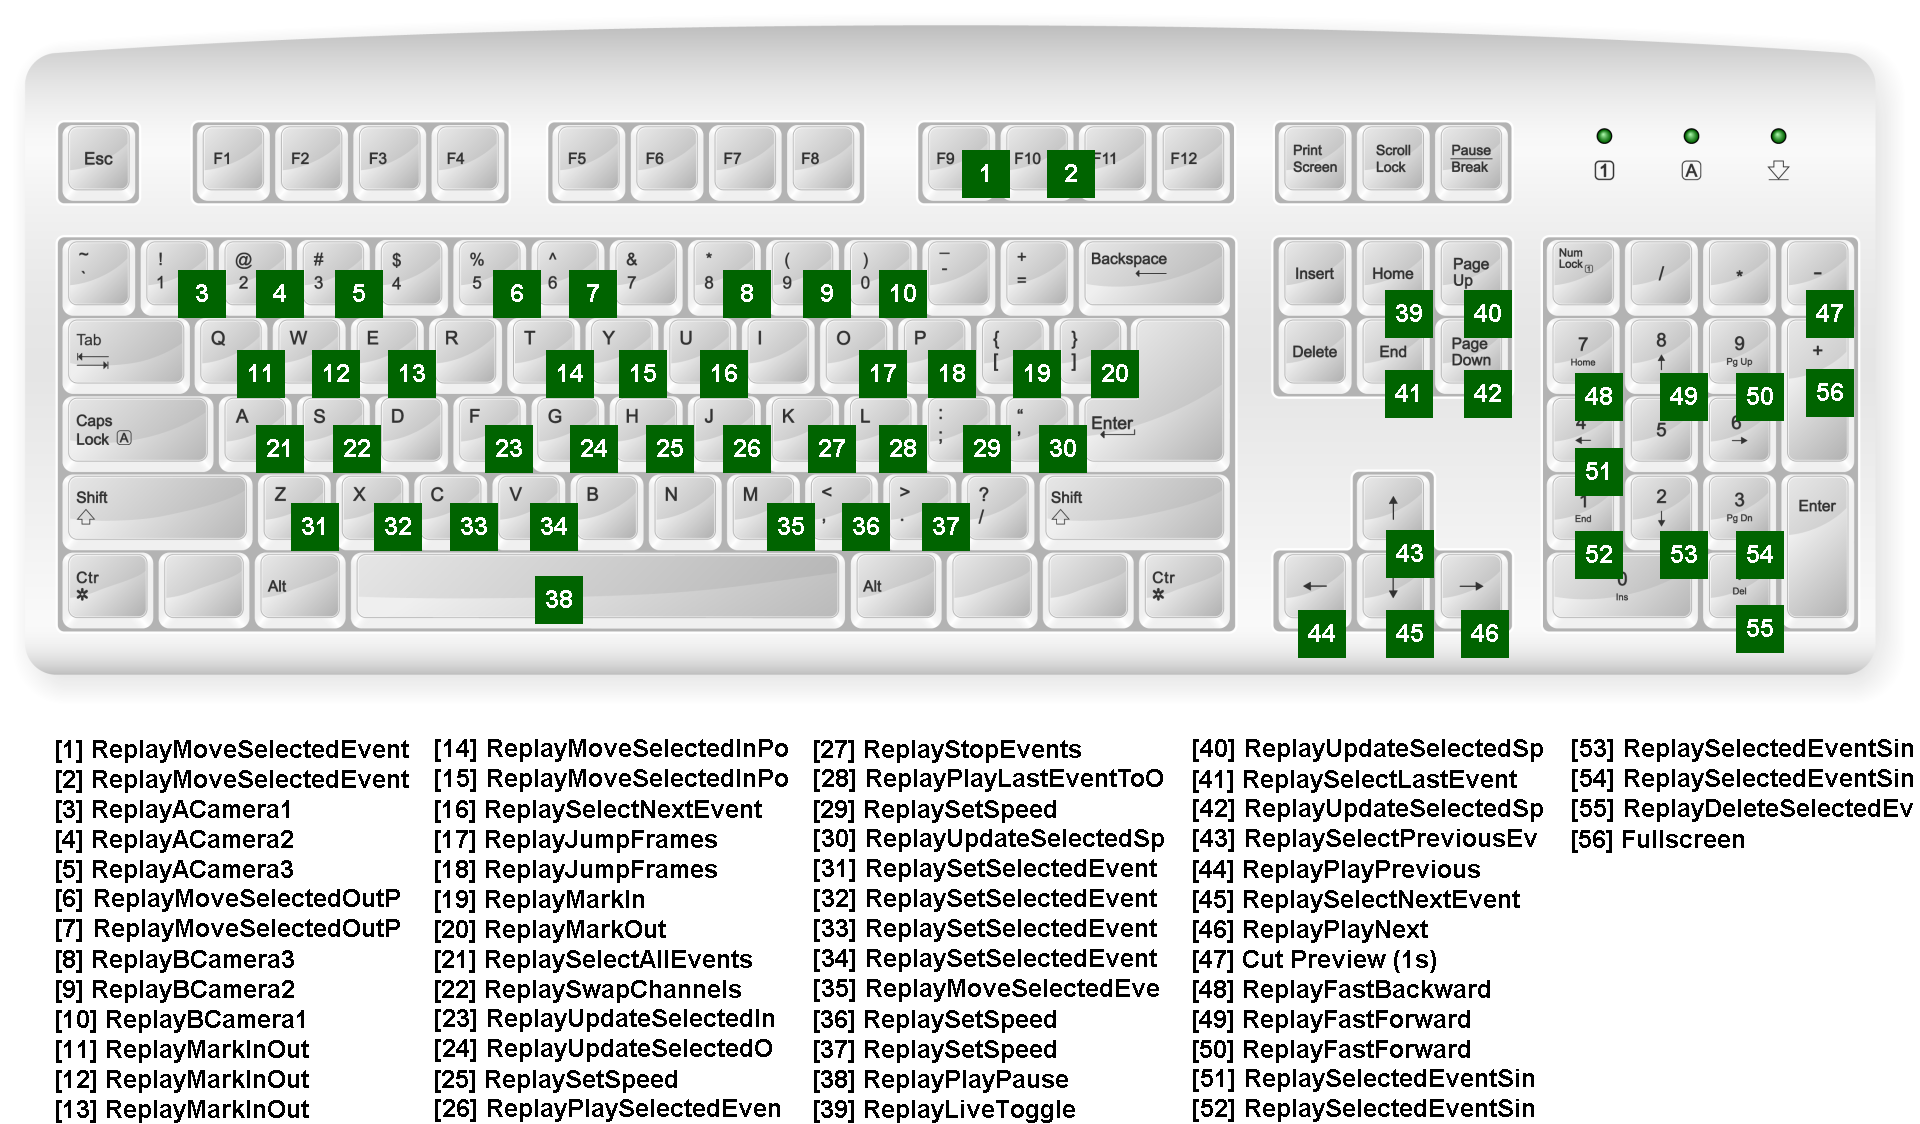 Esc F1 F2 F3 F4 F5 F6 F7 F8 F9 1 F10 2 F11 F12 Print Screen Scroll Lock Pause Break 1 A
~ ` ! 1 3 @ 2 4 # 3 5 $ 4 % 5 6 ^ 6 7 & 7 * 8 8 ( 9 9 ) 0 10 _ - + = Backspace Insert Home 39 Page Up 40 Num Lock 1 / * - 47
Tab Q 11 W 12 E 13 R T 14 Y 15 U 16 I O 17 P 18 { [ 19 } ] 20 Delete End 41 Page Down 42 7 Home 48 8 49 9 Pg Up 50 + 56
Caps Lock A A 21 S 22 D F 23 G 24 H 25 J 26 K 27 L 28 : ; 29 “ ' 30 Enter 4 51 5 6
Shift Z 31 X 32 C 33 V 34 B N M 35 < , 36 > . 37 ? / Shift 43 1 End 52 2 53 3 Pg Dn 54 Enter
Ctr Alt 38 Alt Ctr 44 45 46 0 Ins Del 55
[1] ReplayMoveSelectedEvent
[2] ReplayMoveSelectedEvent
[3] ReplayACamera1
[4] ReplayACamera2
[5] ReplayACamera3
[6] ReplayMoveSelectedOutP
[7] ReplayMoveSelectedOutP
[8] ReplayBCamera3
[9] ReplayBCamera2
[10] ReplayBCamera1
[11] ReplayMarkInOut
[12] ReplayMarkInOut
[13] ReplayMarkInOut
[14] ReplayMoveSelectedInPo
[15] ReplayMoveSelectedInPo
[16] ReplaySelectNextEvent
[17] ReplayJumpFrames
[18] ReplayJumpFrames
[19] ReplayMarkIn
[20] ReplayMarkOut
[21] ReplaySelectAllEvents
[22] ReplaySwapChannels
[23] ReplayUpdateSelectedIn
[24] ReplayUpdateSelectedO
[25] ReplaySetSpeed
[26] ReplayPlaySelectedEven
[27] ReplayStopEvents
[28] ReplayPlayLastEventToO
[29] ReplaySetSpeed
[30] ReplayUpdateSelectedSp
[31] ReplaySetSelectedEvent
[32] ReplaySetSelectedEvent
[33] ReplaySetSelectedEvent
[34] ReplaySetSelectedEvent
[35] ReplayMoveSelectedEve
[36] ReplaySetSpeed
[37] ReplaySetSpeed
[38] ReplayPlayPause
[39] ReplayLiveToggle
[40] ReplayUpdateSelectedSp
[41] ReplaySelectLastEvent
[42] ReplayUpdateSelectedSp
[43] ReplaySelectPreviousEv
[44] ReplayPlayPrevious
[45] ReplaySelectNextEvent
[46] ReplayPlayNext
[47] Cut Preview (1s)
[48] ReplayFastBackward
[49] ReplayFastForward
[50] ReplayFastForward
[51] ReplaySelectedEventSin
[52] ReplaySelectedEventSin
[53] ReplaySelectedEventSin
[54] ReplaySelectedEventSin
[55] ReplayDeleteSelectedEv
[56] Fullscreen